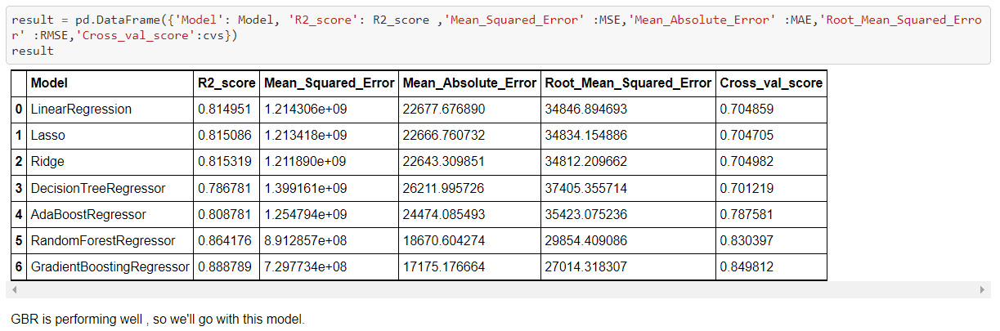 result = pd.DataFrame({'Model': Model, 'R2_score': R2_score ,'Mean_Squared_Error' :MSE,'Mean_Absolute_Error' :MAE,'Root_Mean_Squared_Erro
r' :RMSE,'Cross_val_score':cvs})
result
Model R2_score Mean_Squared_Error Mean_Absolute_Error Root_Mean_Squared_Error Cross_val_score
0 LinearRegression 0.814951 1.214306e+09 22677.676890 34846.894693 0.704859
1 Lasso 0.815086 1.213418e+09 22666.760732 34834.154886 0.704705
2 Ridge 0.815319 1.211890e+09 22643.309851 34812.209662 0.704982
3 DecisionTreeRegressor 0.786781 1.399161e+09 26211.995726 37405.355714 0.701219
4 AdaBoostRegressor 0.808781 1.254794e+09 24474.085493 35423.075236 0.787581
5 RandomForestRegressor 0.864176 8.912857e+08 18670.604274 29854.409086 0.830397
6 GradientBoostingRegressor 0.888789 7.297734e+08 17175.176664 27014.318307 0.849812
GBR is performing well , so we'll go with this model.